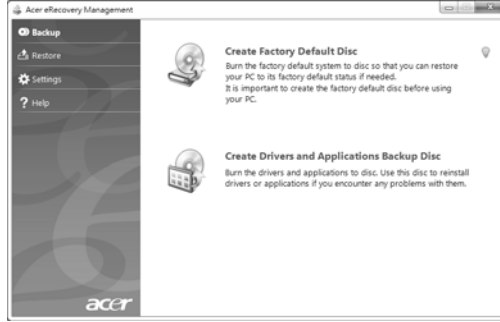 Acer eRecovery Management
Backup
Restore
Settings
Help
Create Factory Default Disc
Burn the factory default system to disc so that you can restore
your PC to its factory default status if needed.
It is important to create the factory default disc before using
your PC.
Create Drivers and Applications Backup Disc
Burn the drivers and applications to disc. Use this disc to reinstall
drivers or applications if you encounter any problems with them.
acer